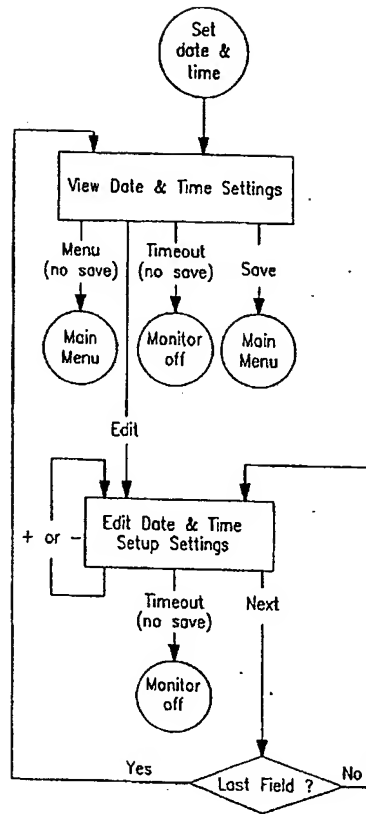 Set
date &
time
View Date & Time Settings
Menu
(no save)
Timeout
(no save)
Save
Main
Menu
Monitor
off
Main
Menu
Edit
+ or -
Edit Date & Time
Setup Settings
Timeout
(no save)
Next
Monitor
off
Yes
Last Field ?
No